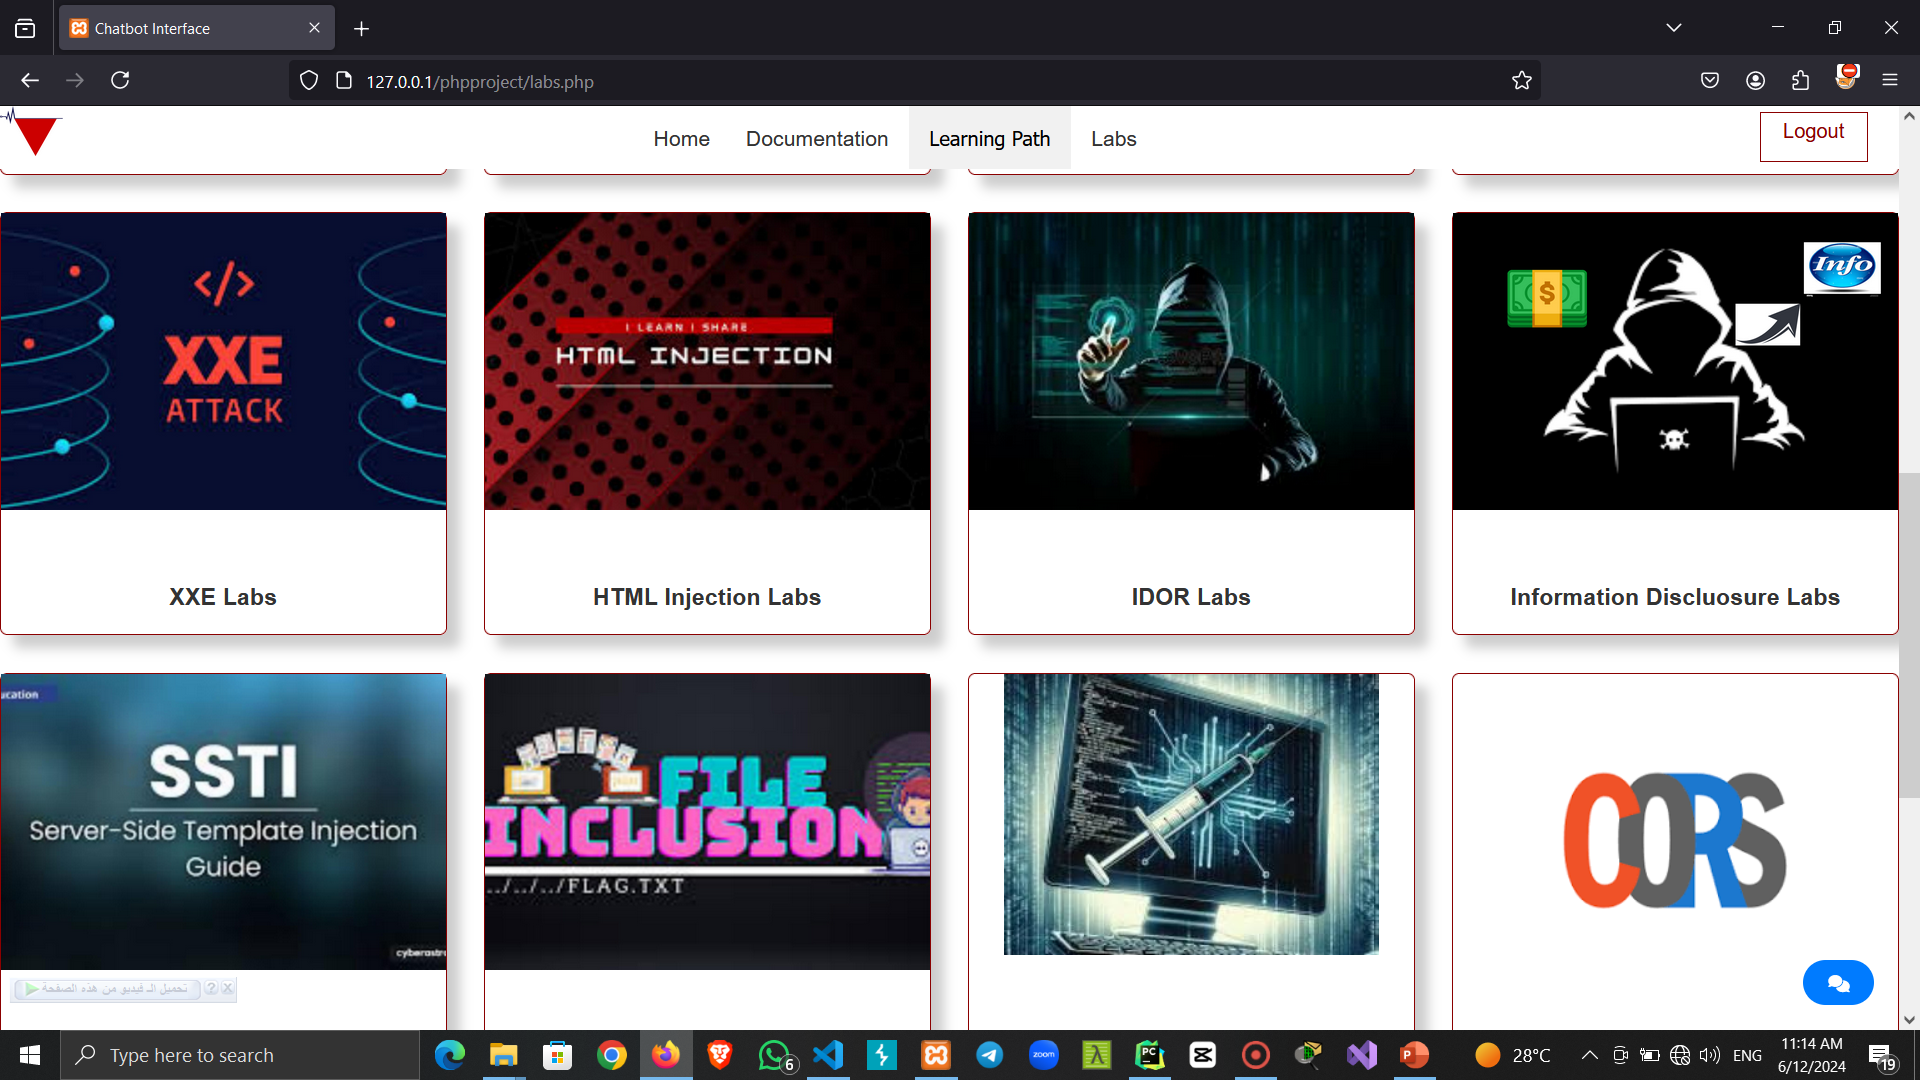 Chatbot Interface
127.0.0.1/phpproject/labs.php
Home Documentation Learning Path Labs Logout
</>
XXE
ATTACK
I LEARN I SHARE
HTML INJECTION
Info
$
XXE Labs
HTML Injection Labs
IDOR Labs
Information Discluosure Labs
ucation
SSTI
Server-Side Template Injection
Guide
cyberastra
FILE
INCLUSION
../../../FLAG.TXT
CORS
تحميل الـ فيديو من هذه الصفحة ? X
Type here to search
6
PC
zoom
λ
P
28°C
ENG
11:14 AM
6/12/2024
19